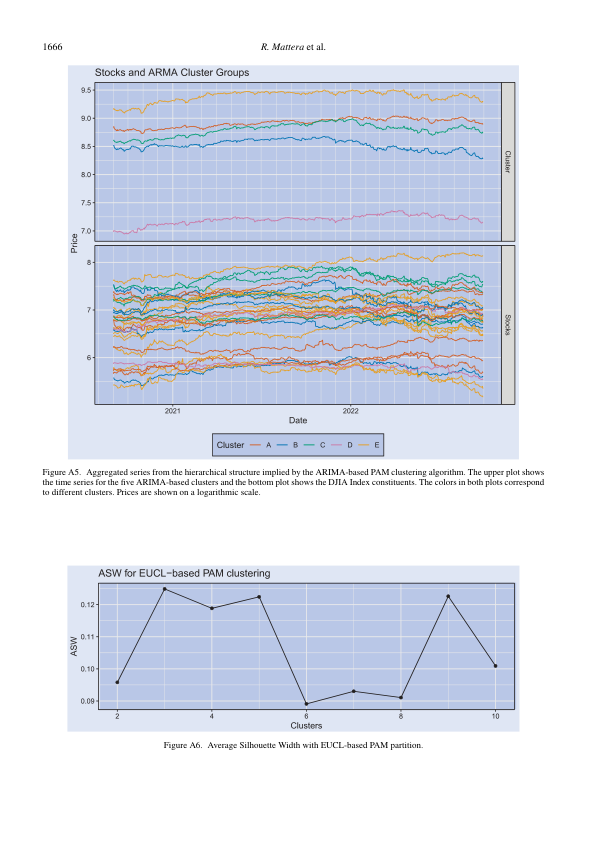 1666
R. Mattera et al.
Stocks and ARMA Cluster Groups
9.5
9.0
8.5
8.0
7.5
7.0
Cluster
Price
8
7
6
Stocks
2021
2022
Date
Cluster A B C D E
Figure A5. Aggregated series from the hierarchical structure implied by the ARIMA-based PAM clustering algorithm. The upper plot shows
the time series for the five ARIMA-based clusters and the bottom plot shows the DJIA Index constituents. The colors in both plots correspond
to different clusters. Prices are shown on a logarithmic scale.
ASW for EUCL−based PAM clustering
0.12
0.11
0.10
0.09
ASW
2
4
6
8
10
Clusters
Figure A6. Average Silhouette Width with EUCL-based PAM partition.